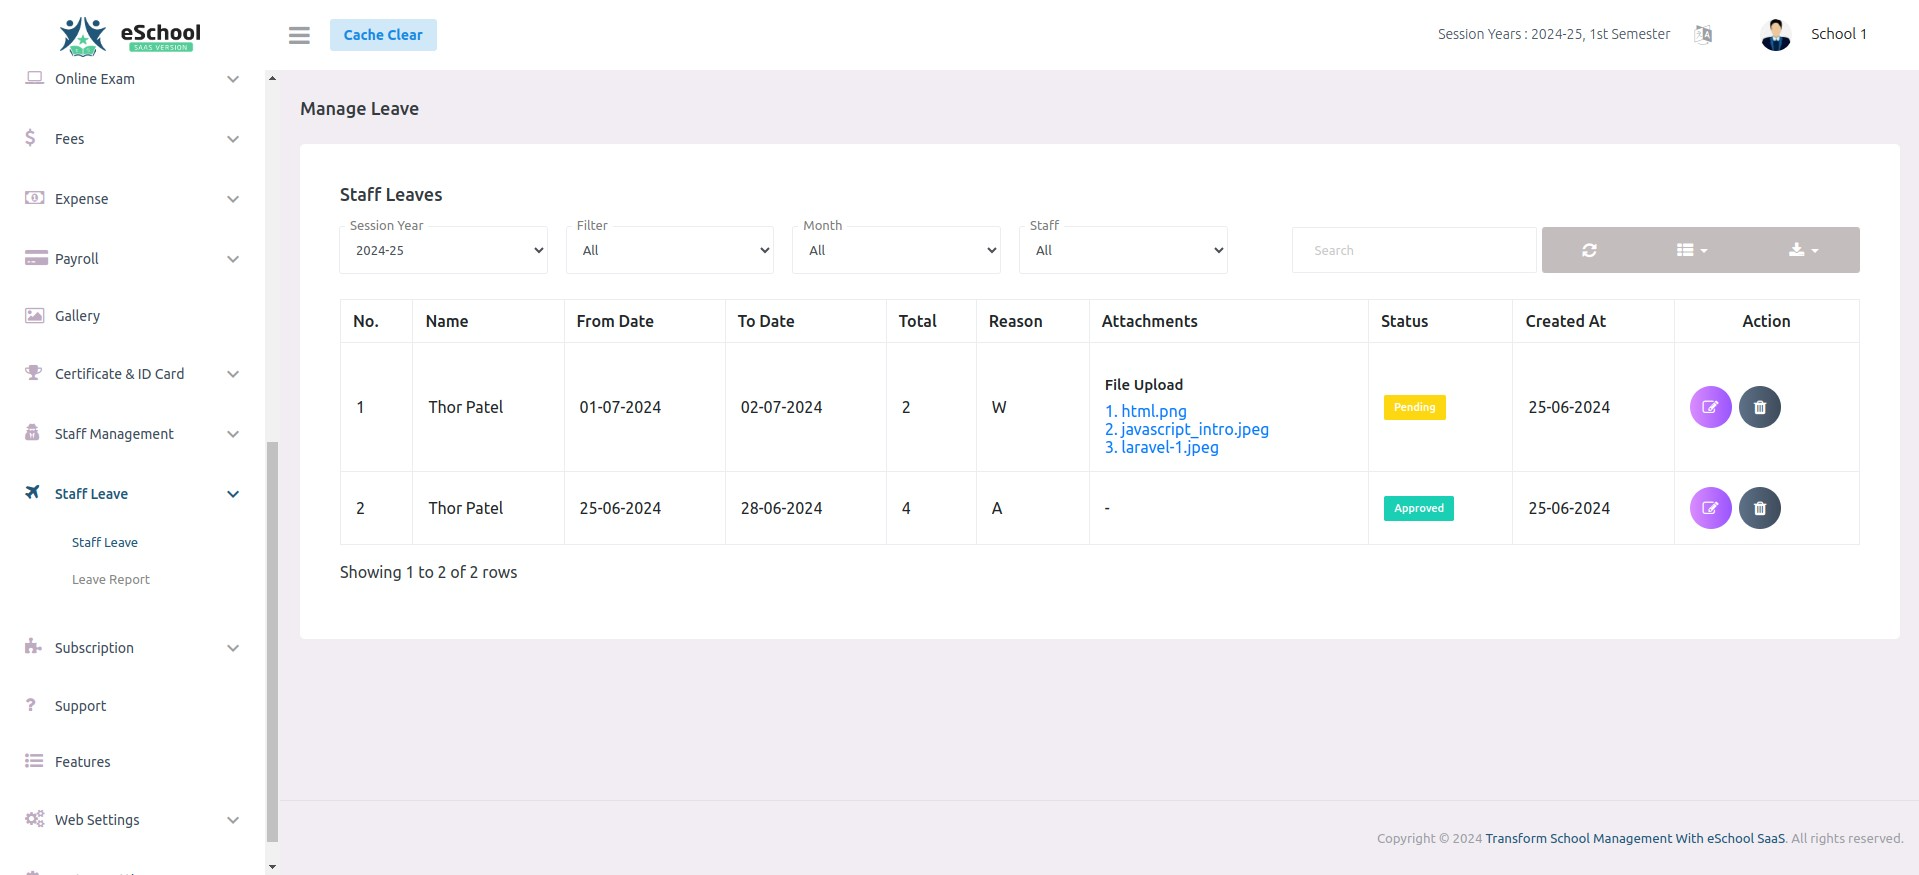 eSchool
SAAS VERSION
Cache Clear
Session Years : 2024-25, 1st Semester
School 1
Online Exam
Fees
Expense
Payroll
Gallery
Certificate & ID Card
Staff Management
Staff Leave
Staff Leave
Leave Report
Subscription
Support
Features
Web Settings
Manage Leave
Staff Leaves
Session Year
Filter
Month
Staff
2024-25
All
All
All
Search
No. Name From Date To Date Total Reason Attachments Status Created At Action
1 Thor Patel 01-07-2024 02-07-2024 2 W
File Upload
1. html.png
2. javascript_intro.jpeg
3. laravel-1.jpeg
Pending
25-06-2024
2 Thor Patel 25-06-2024 28-06-2024 4 A - Approved 25-06-2024
Showing 1 to 2 of 2 rows
Copyright © 2024 Transform School Management With eSchool SaaS. All rights reserved.